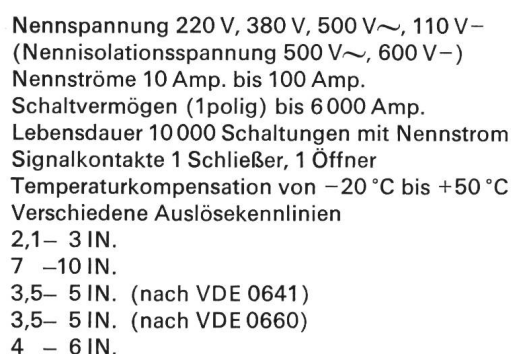 Nennspannung 220 V, 380 V, 500 V~, 110 V–
(Nennisolationsspannung 500 V~, 600 V–)
Nennströme 10 Amp. bis 100 Amp.
Schaltvermögen (1polig) bis 6000 Amp.
Lebensdauer 10 000 Schaltungen mit Nennstrom
Signalkontakte 1 Schließer, 1 Öffner
Temperaturkompensation von –20 °C bis +50 °C
Verschiedene Auslösekennlinien
2,1– 3 IN.
7 –10 IN.
3,5– 5 IN. (nach VDE 0641)
3,5– 5 IN. (nach VDE 0660)
4 – 6 IN.